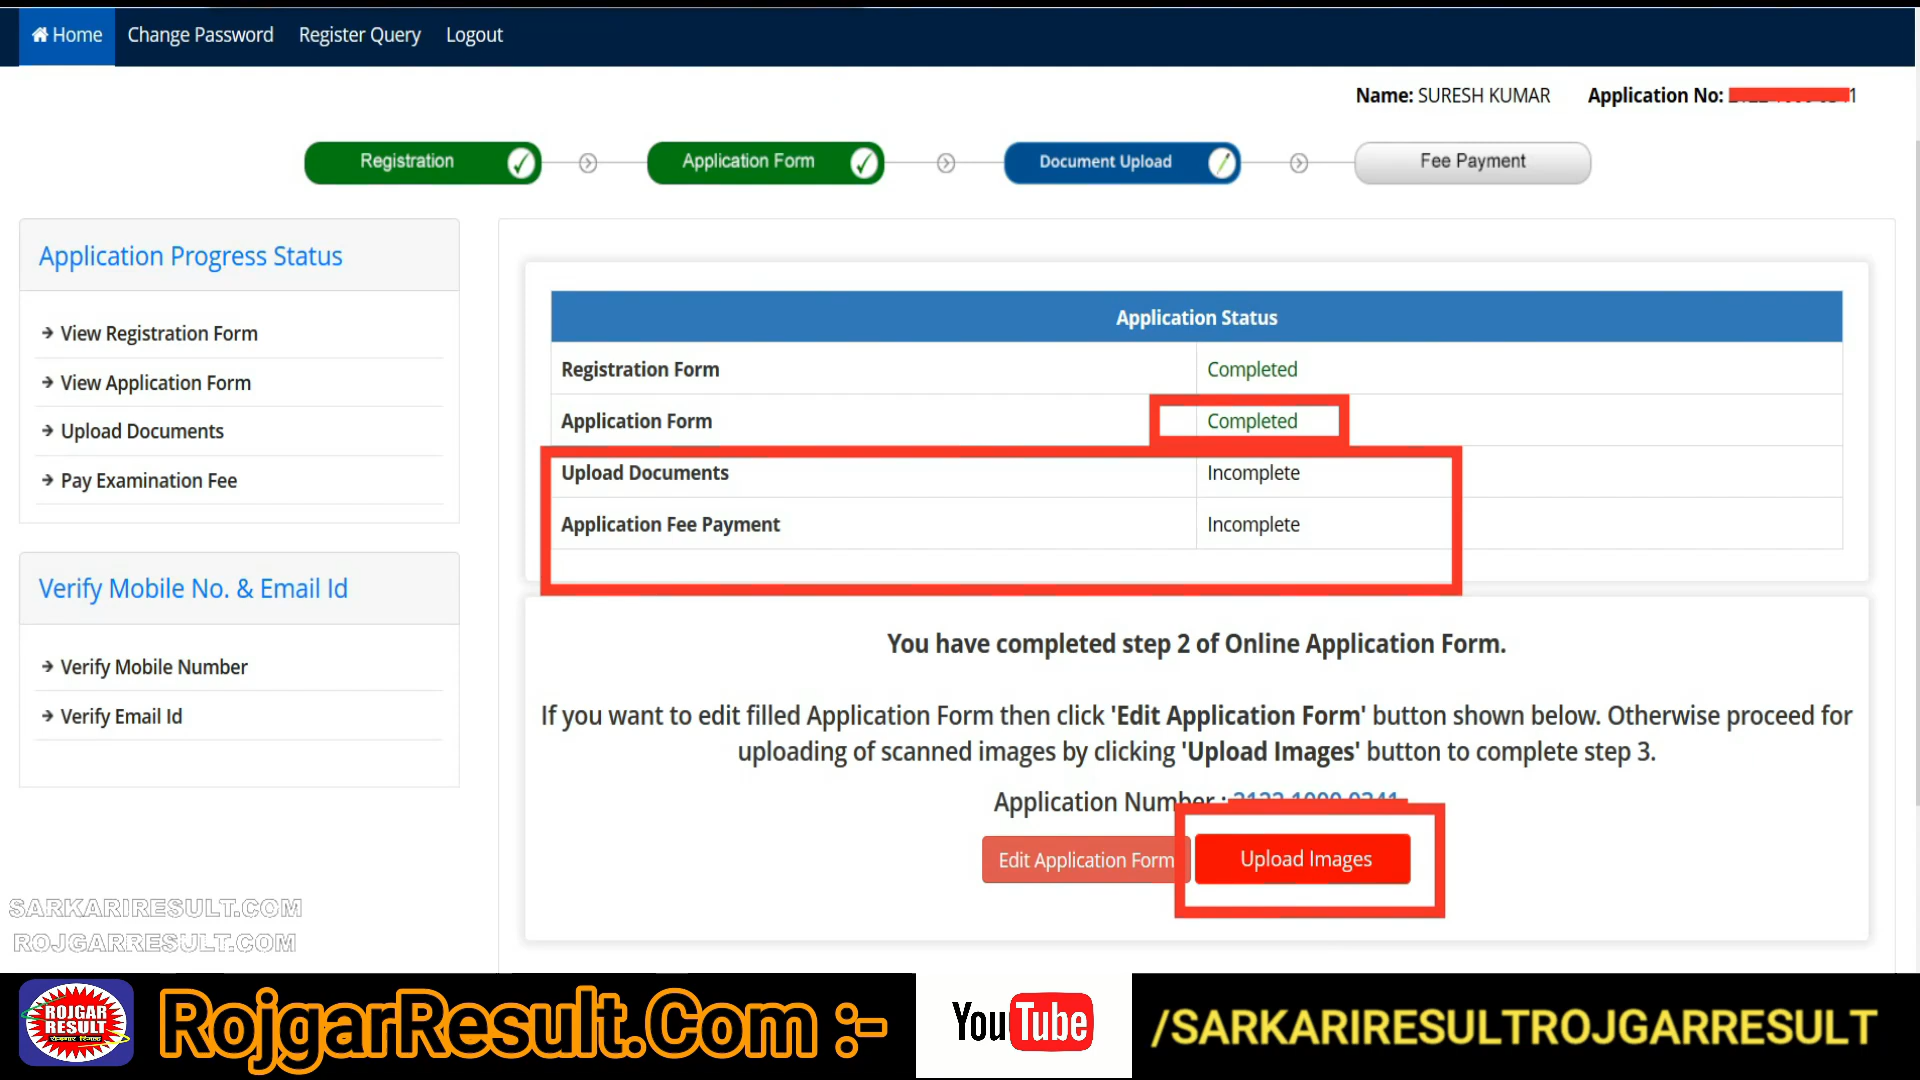 Home Change Password Register Query Logout
Name: SURESH KUMAR Application No:
Registration Application Form Document Upload Fee Payment
Application Progress Status
View Registration Form
View Application Form
Upload Documents
Pay Examination Fee
Verify Mobile No. & Email Id
Verify Mobile Number
Verify Email Id
Application Status
Registration Form Completed
Application Form Completed
Upload Documents Incomplete
Application Fee Payment Incomplete
You have completed step 2 of Online Application Form.
If you want to edit filled Application Form then click 'Edit Application Form' button shown below. Otherwise proceed for
uploading of scanned images by clicking 'Upload Images' button to complete step 3.
Application Number :
Edit Application Form Upload Images
SARKARIRESULT.COM
ROJGARRESULT.COM
ROJGAR
RESULT
RojgarResult.Com :-
YouTube
/SARKARIRESULTROJGARRESULT